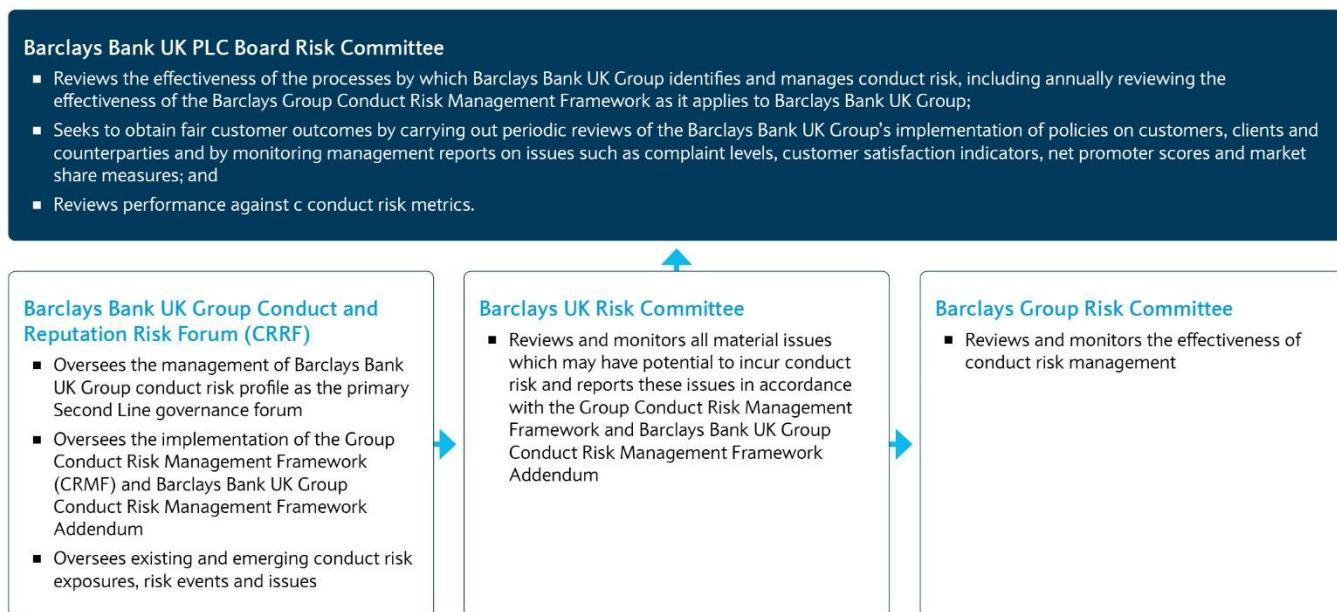 Barclays Bank UK PLC Board Risk Committee
▪ Reviews the effectiveness of the processes by which Barclays Bank UK Group identifies and manages conduct risk, including annually reviewing the
effectiveness of the Barclays Group Conduct Risk Management Framework as it applies to Barclays Bank UK Group;
▪ Seeks to obtain fair customer outcomes by carrying out periodic reviews of the Barclays Bank UK Group’s implementation of policies on customers, clients and
counterparties and by monitoring management reports on issues such as complaint levels, customer satisfaction indicators, net promoter scores and market
share measures; and
▪ Reviews performance against c conduct risk metrics.
Barclays Bank UK Group Conduct and
Reputation Risk Forum (CRRF)
▪ Oversees the management of Barclays Bank
UK Group conduct risk profile as the primary
Second Line governance forum
▪ Oversees the implementation of the Group
Conduct Risk Management Framework
(CRMF) and Barclays Bank UK Group
Conduct Risk Management Framework
Addendum
▪ Oversees existing and emerging conduct risk
exposures, risk events and issues
Barclays UK Risk Committee
▪ Reviews and monitors all material issues
which may have potential to incur conduct
risk and reports these issues in accordance
with the Group Conduct Risk Management
Framework and Barclays Bank UK Group
Conduct Risk Management Framework
Addendum
Barclays Group Risk Committee
▪ Reviews and monitors the effectiveness of
conduct risk management